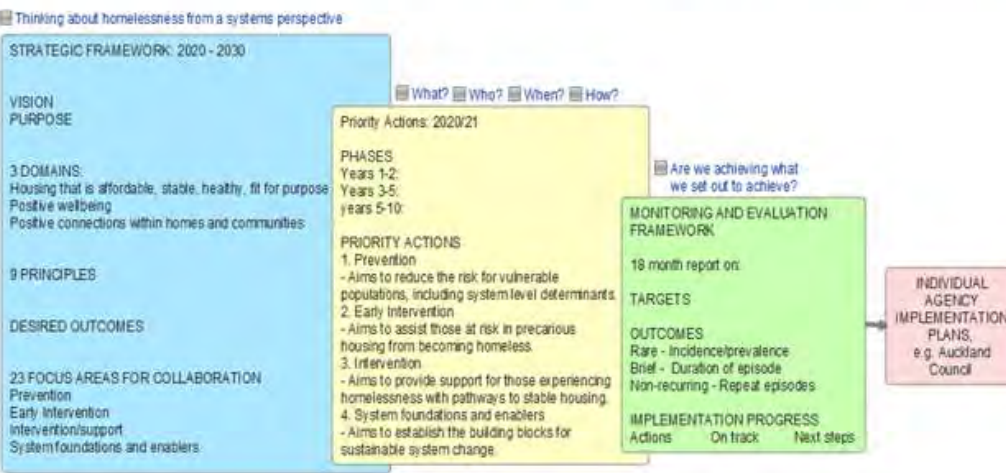 Thinking about homelessness from a systems perspective
STRATEGIC FRAMEWORK: 2020 - 2030
VISION
PURPOSE
3 DOMAINS:
Housing that is affordable, stable, healthy, fit for purpose
Positive wellbeing
Positive connections within homes and communities
9 PRINCIPLES
DESIRED OUTCOMES
23 FOCUS AREAS FOR COLLABORATION
Prevention
Early Intervention
Intervention/support
System foundations and enablers
What? Who? When? How?
Priority Actions: 2020/21
PHASES
Years 1-2:
Years 3-5:
years 5-10:
PRIORITY ACTIONS
1. Prevention
- Aims to reduce the risk for vulnerable
populations, including system level determinants.
2. Early Intervention
- Aims to assist those at risk in precarious
housing from becoming homeless.
3. Intervention
- Aims to provide support for those experiencing
homelessness with pathways to stable housing.
4. System foundations and enablers
- Aims to establish the building blocks for
sustainable system change.
Are we achieving what
we set out to achieve?
MONITORING AND EVALUATION
FRAMEWORK
18 month report on:
TARGETS
OUTCOMES
Rare - Incidence/prevalence
Brief - Duration of episode
Non-recurring - Repeat episodes
IMPLEMENTATION PROGRESS
Actions On track Next steps
INDIVIDUAL
AGENCY
IMPLEMENTATION
PLANS,
e.g. Auckland
Council